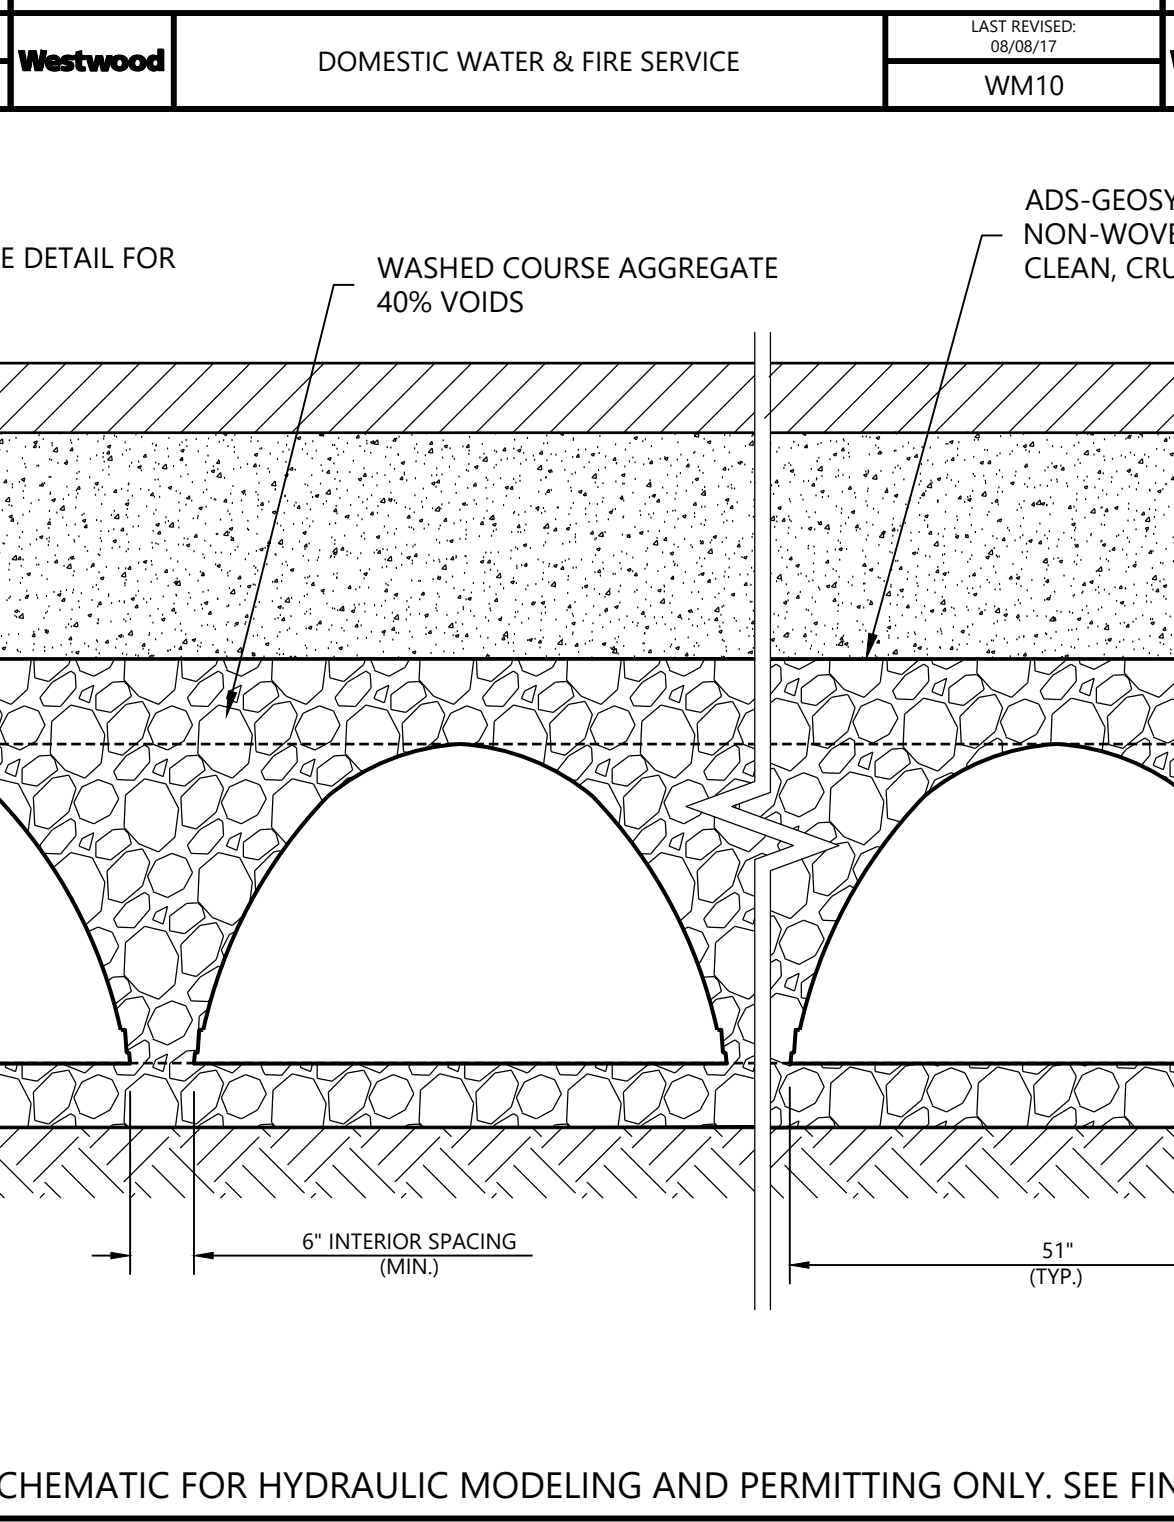 Westwood
DOMESTIC WATER & FIRE SERVICE
LAST REVISED:
08/08/17
WM10
E DETAIL FOR
WASHED COURSE AGGREGATE
40% VOIDS
ADS-GEOSY
NON-WOVE
CLEAN, CRU
6" INTERIOR SPACING
(MIN.)
51"
(TYP.)
CHEMATIC FOR HYDRAULIC MODELING AND PERMITTING ONLY. SEE FIN